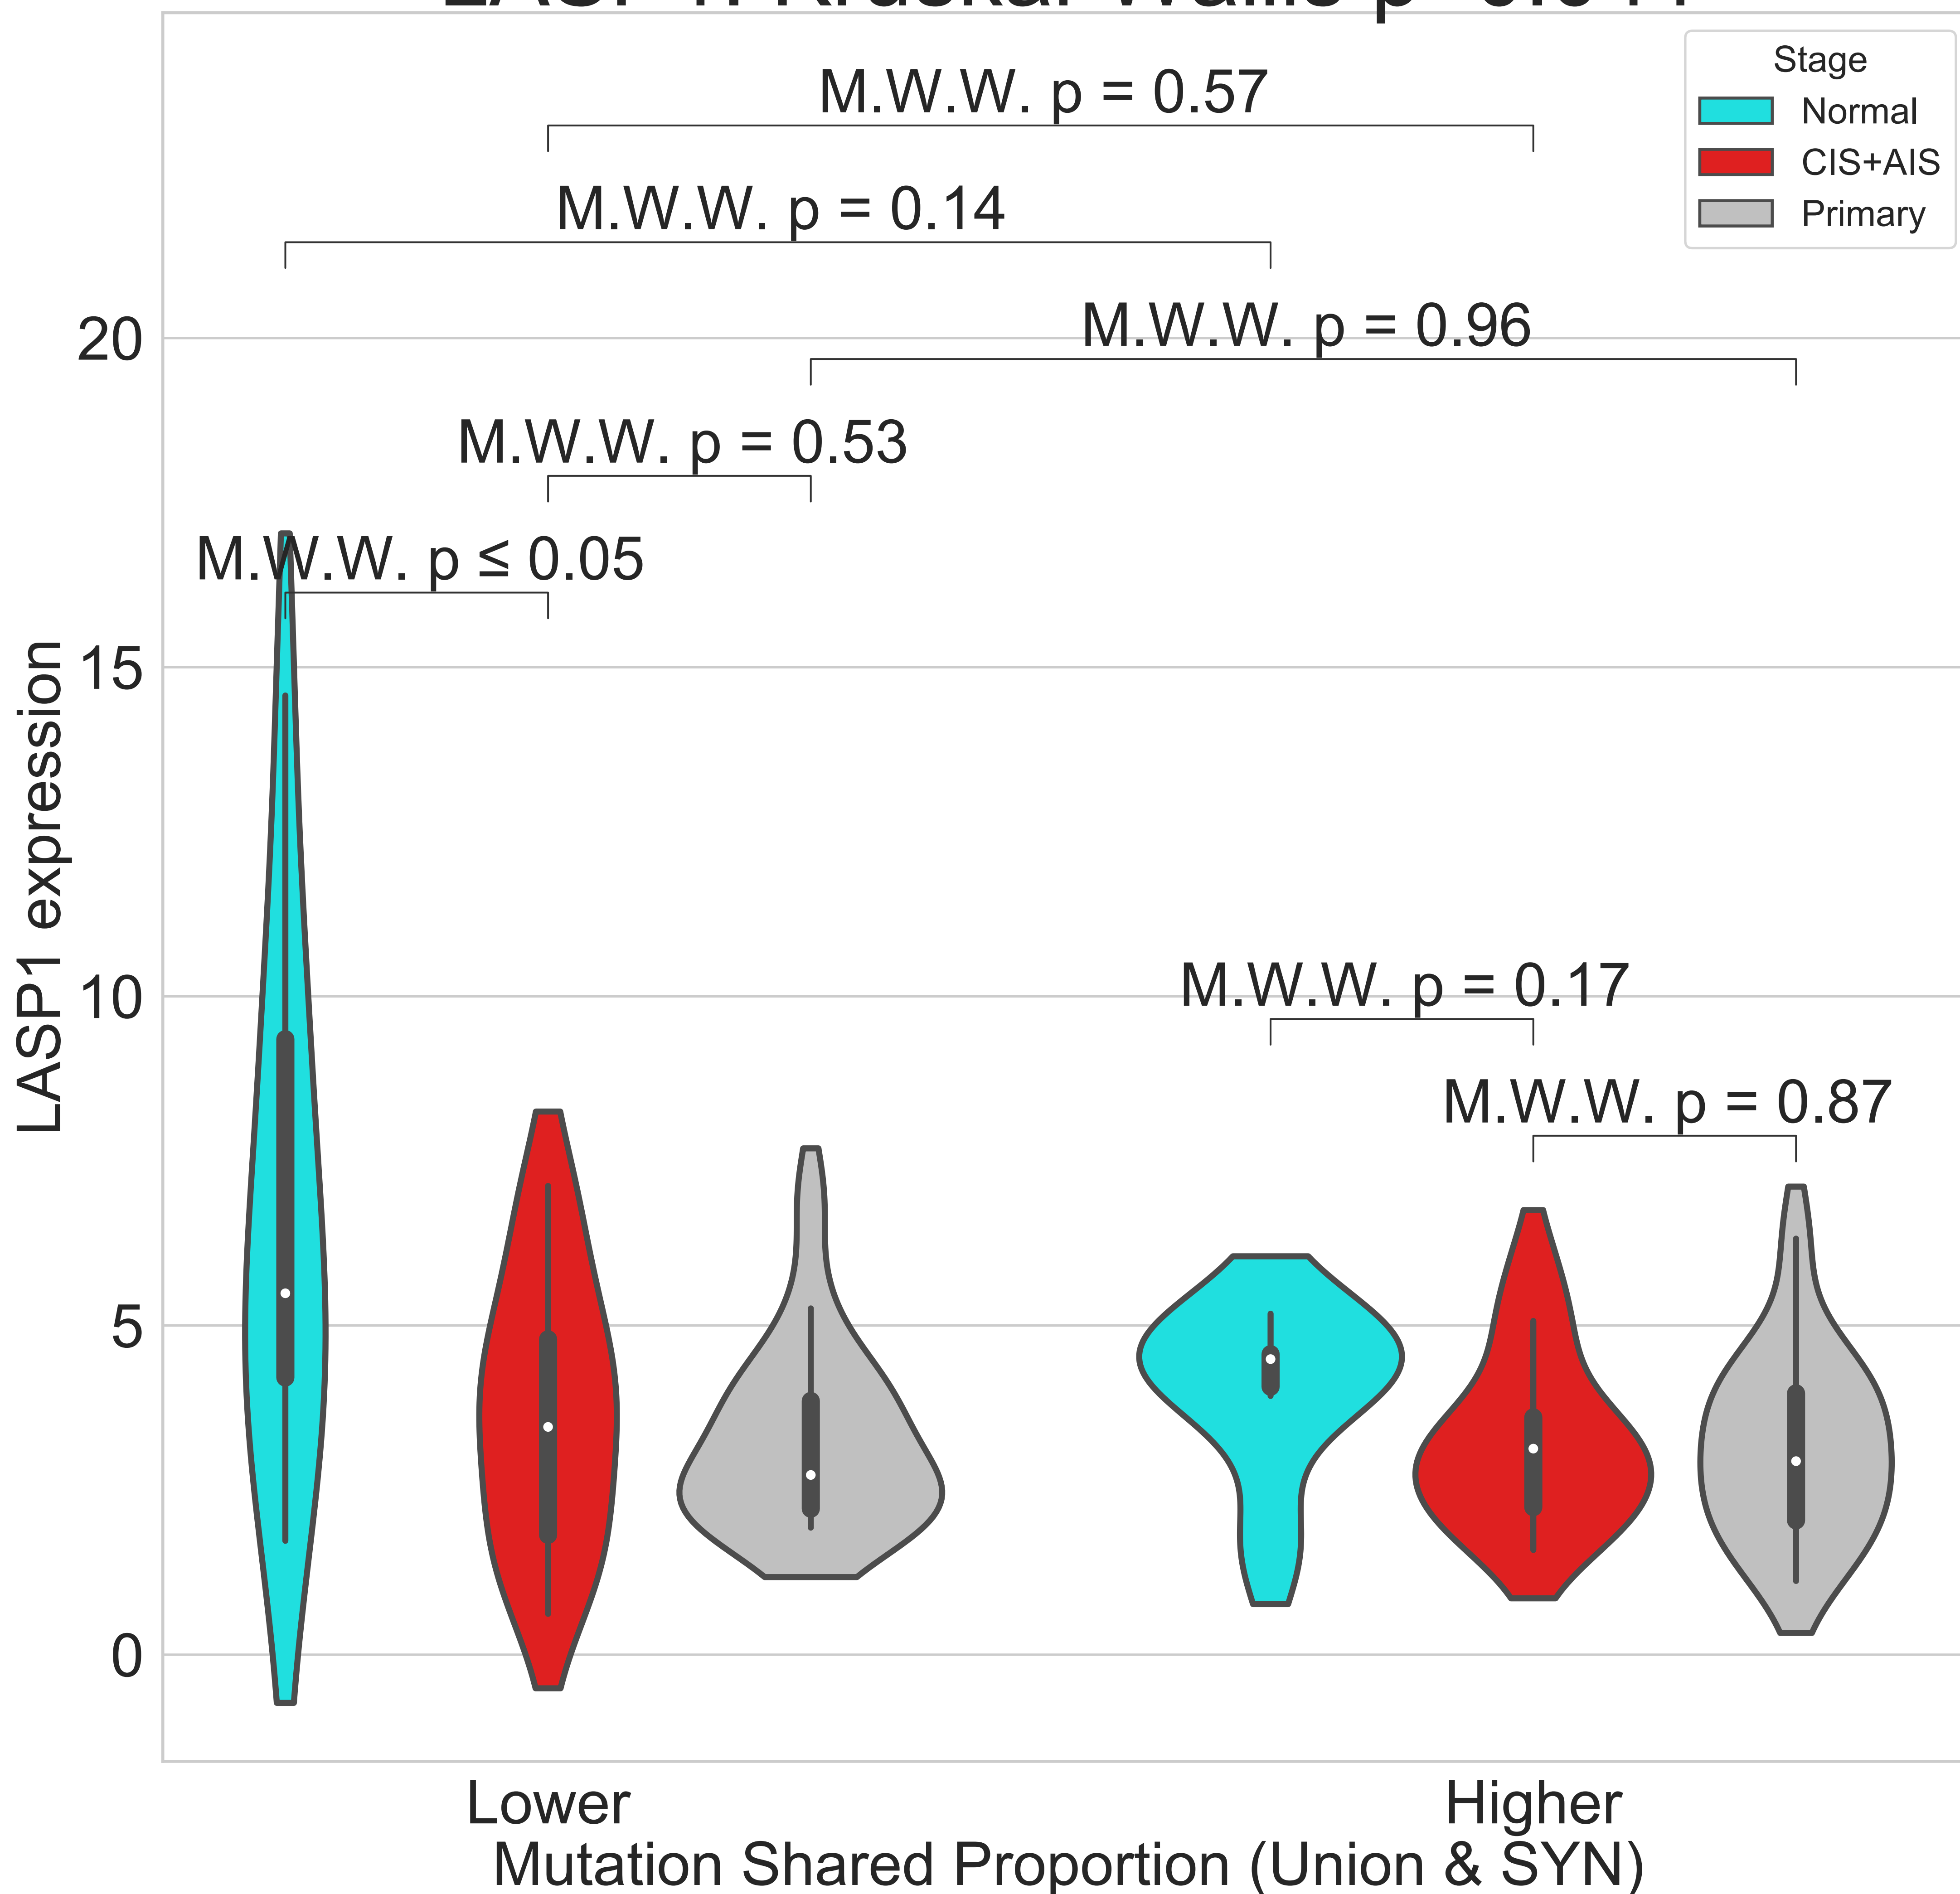 Stage
Normal
CIS+AIS
Primary
M.W.W. p = 0.57
M.W.W. p = 0.14
M.W.W. p = 0.96
M.W.W. p = 0.53
M.W.W. p ≤ 0.05
M.W.W. p = 0.17
M.W.W. p = 0.87
20
15
10
5
0
LASP1 expression
Lower
Higher
Mutation Shared Proportion (Union & SYN)